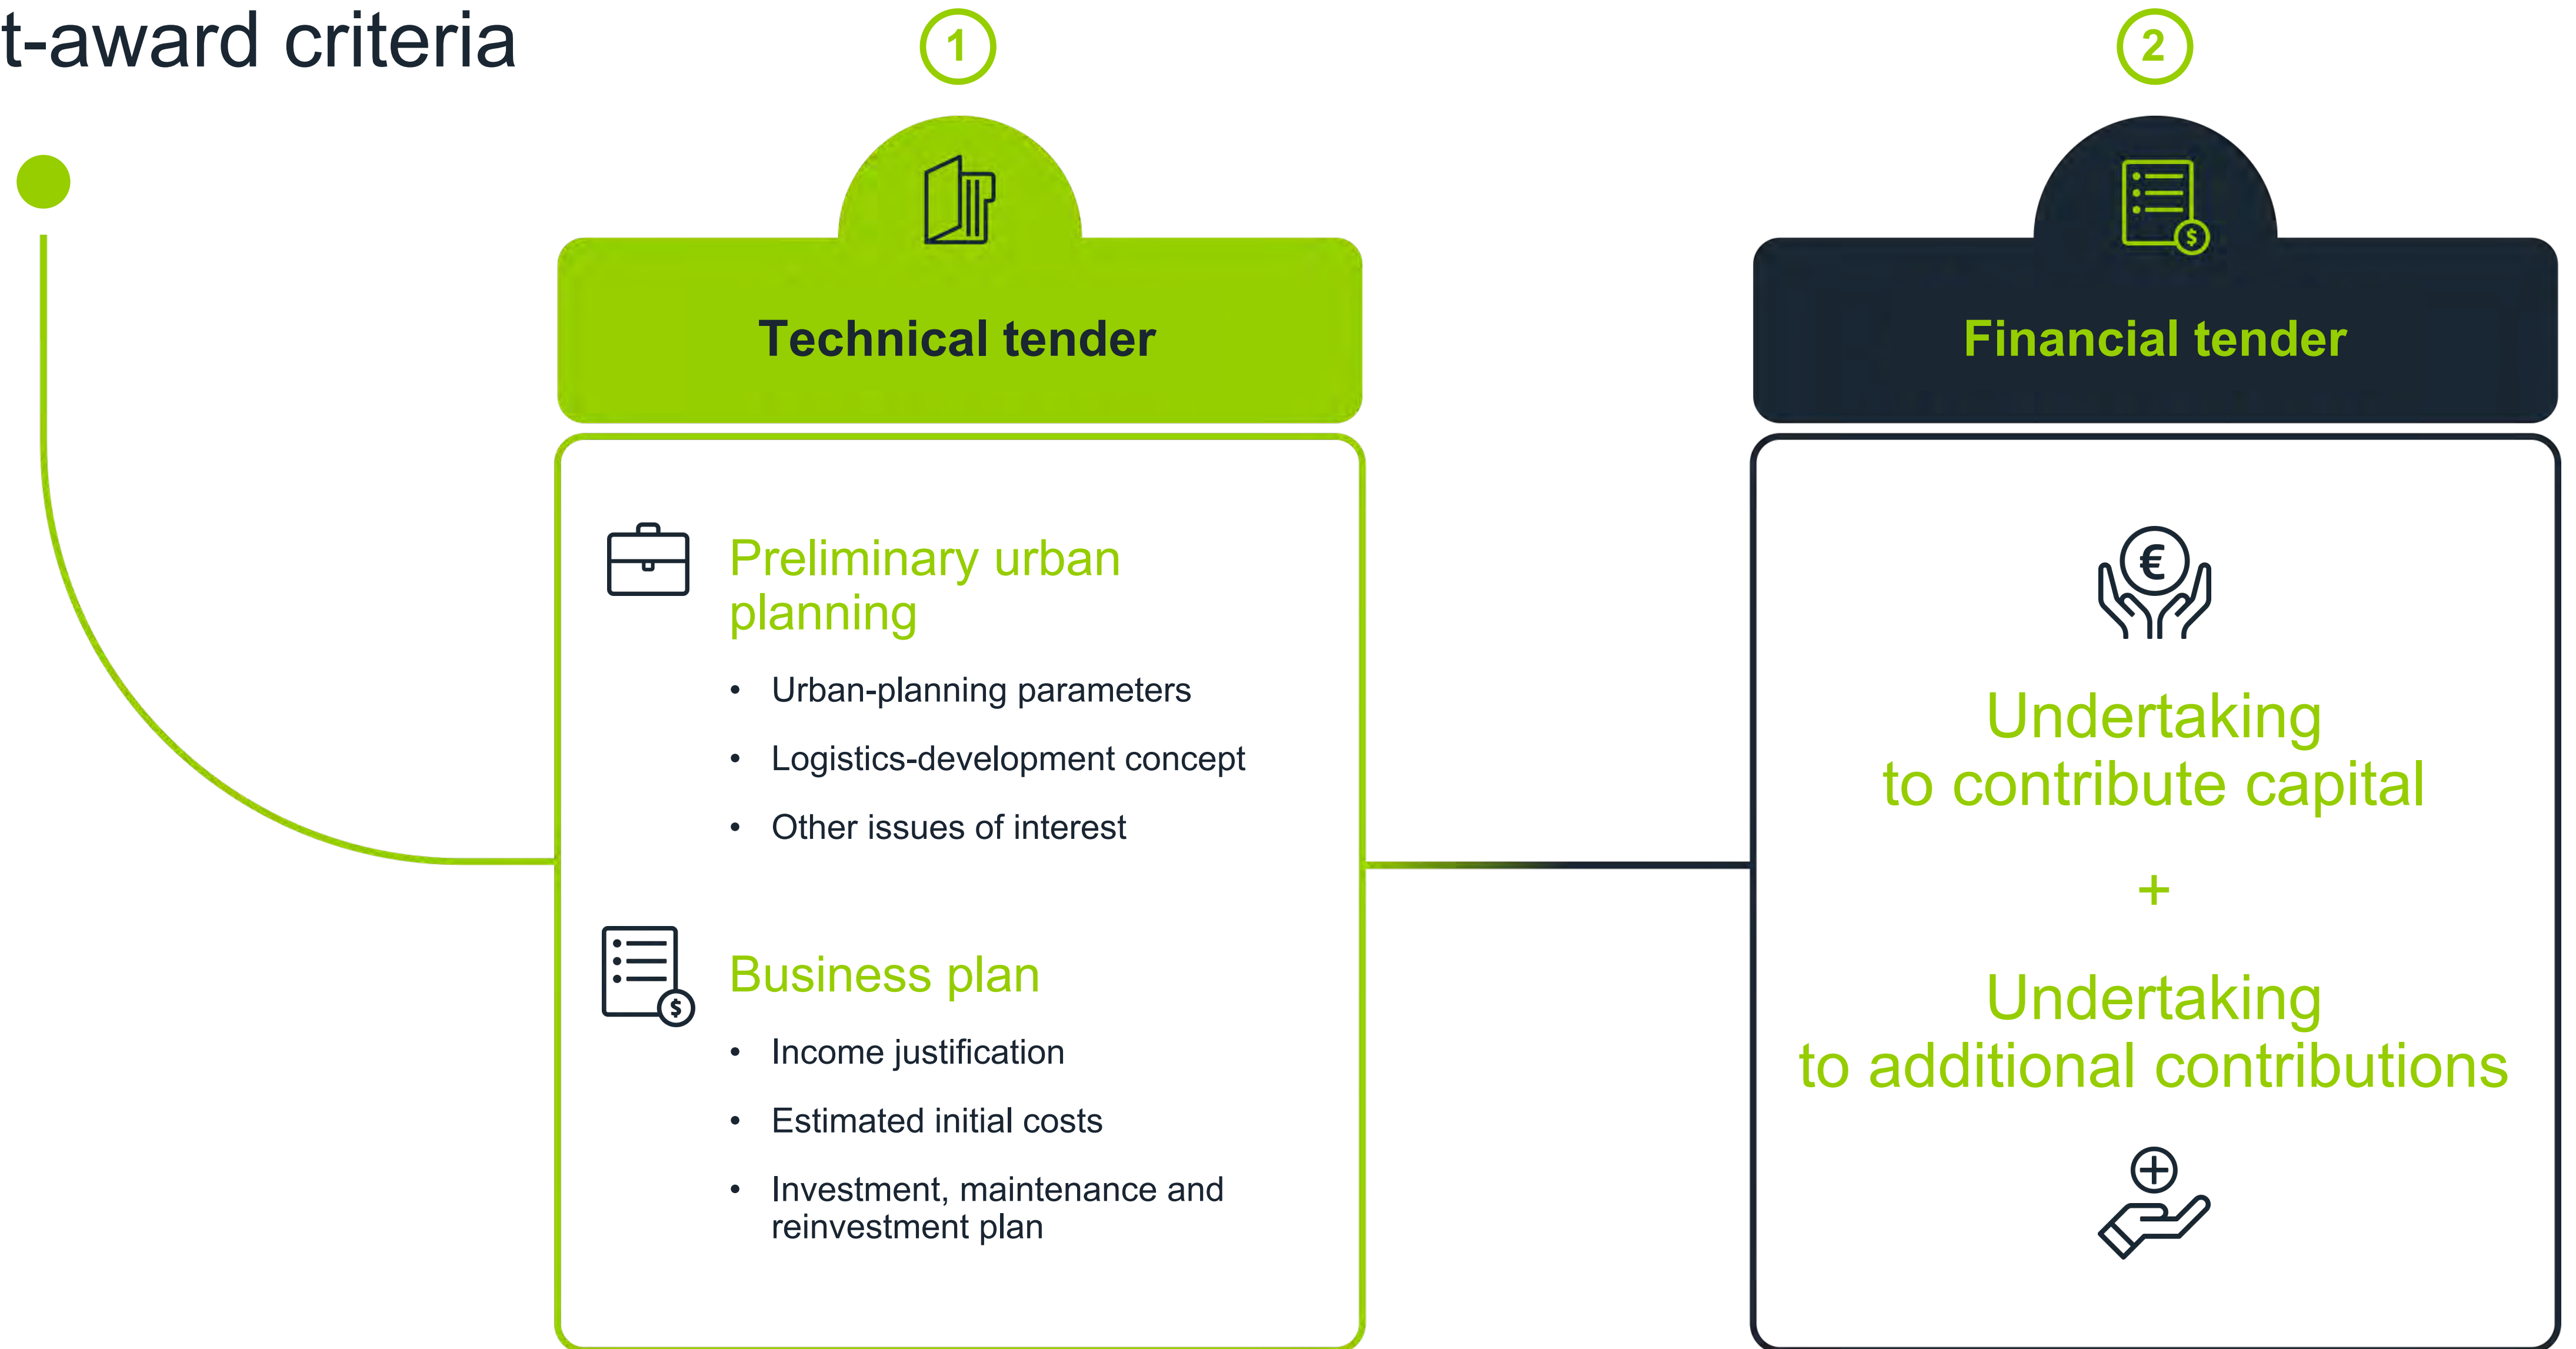 t-award criteria
1
Technical tender
Preliminary urban
planning
• Urban-planning parameters
• Logistics-development concept
• Other issues of interest
$
Business plan
• Income justification
• Estimated initial costs
• Investment, maintenance and
reinvestment plan
2
$
Financial tender
€
Undertaking
to contribute capital
+
Undertaking
to additional contributions